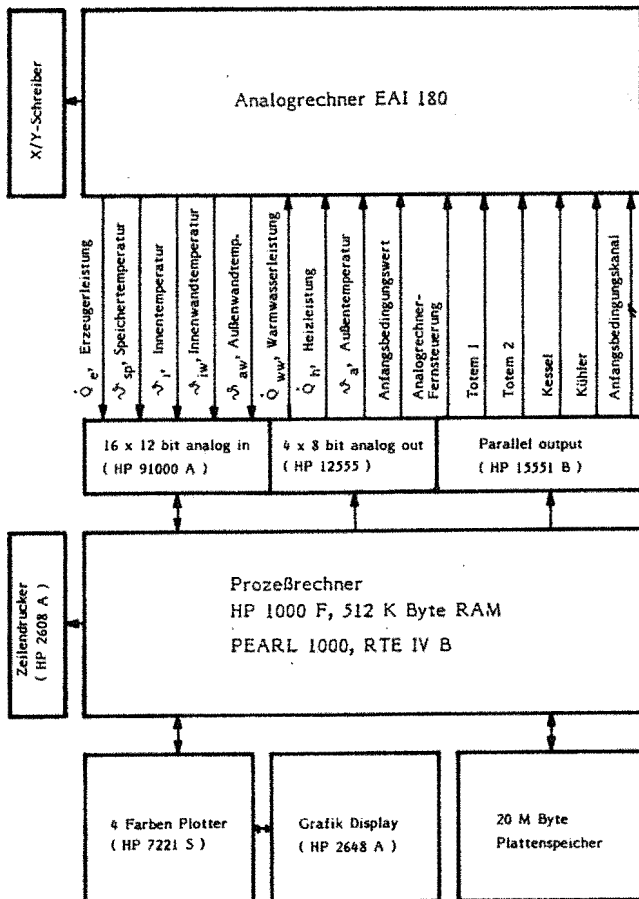 X/Y-Schreiber
Analogrechner EAI 180
Q̇e, Erzeugerleistung
ϑsp, Speichertemperatur
ϑi, Innentemperatur
ϑiw, Innenwandtemperatur
ϑaw, Außenwandtemp.
Q̇ww, Warmwasserleistung
Q̇h, Heizleistung
ϑa, Außentemperatur
Anfangsbedingungswert
Analogrechner-
Fernsteuerung
Totem 1
Totem 2
Kessel
Kühler
Anfangsbedingungskanal
16 x 12 bit analog in
( HP 91000 A )
4 x 8 bit analog out
( HP 12555 )
Parallel output
( HP 15551 B )
Zeilendrucker
( HP 2608 A )
Prozeßrechner
HP 1000 F, 512 K Byte RAM
PEARL 1000, RTE IV B
4 Farben Plotter
( HP 7221 S )
Grafik Display
( HP 2648 A )
20 M Byte
Plattenspeicher